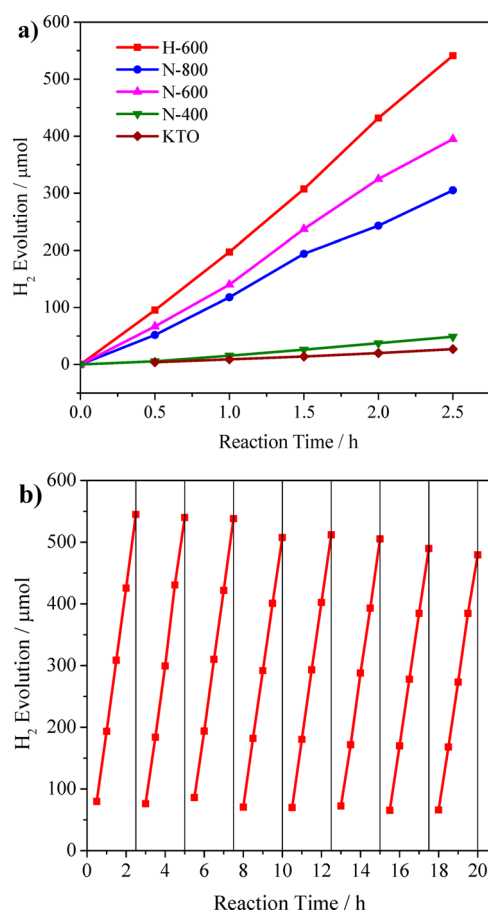 a)
600
500
400
300
200
100
0
H₂ Evolution / μmol
H-600
N-800
N-600
N-400
KTO
0.0 0.5 1.0 1.5 2.0 2.5
Reaction Time / h
b)
600
500
400
300
200
100
0
H₂ Evolution / μmol
0 2 4 6 8 10 12 14 16 18 20
Reaction Time / h